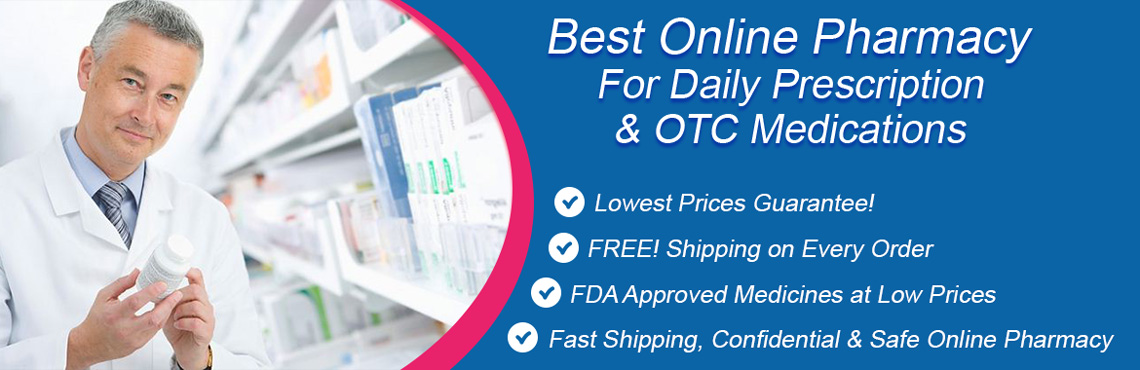 Best Online Pharmacy
For Daily Prescription
& OTC Medications
Lowest Prices Guarantee!
FREE! Shipping on Every Order
FDA Approved Medicines at Low Prices
Fast Shipping, Confidential & Safe Online Pharmacy